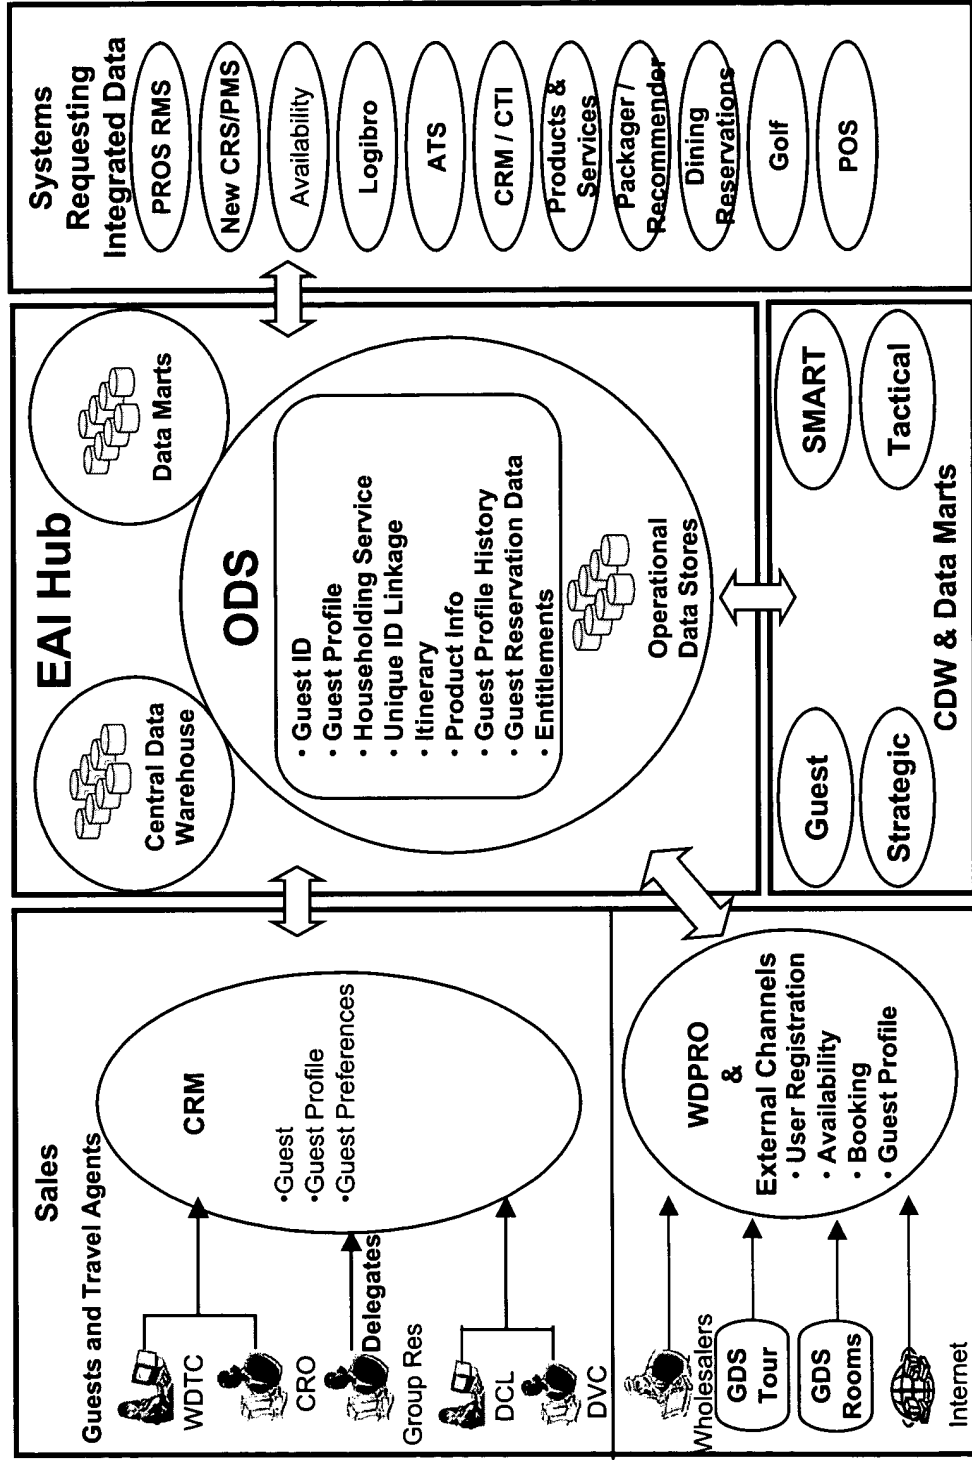 Sales
Guests and Travel Agents
WDTC
CRO
Delegates
Group Res
DCL
DVC
CRM
•Guest
•Guest Profile
•Guest Preferences
Wholesalers
GDS
Tour
GDS
Rooms
Internet
WDPRO
&
External Channels
• User Registration
• Availability
• Booking
• Guest Profile
EAI Hub
Central Data
Warehouse
Data Marts
ODS
• Guest ID
• Guest Profile
• Householding Service
• Unique ID Linkage
• Itinerary
• Product Info
• Guest Profile History
• Guest Reservation Data
• Entitlements
Operational
Data Stores
Guest
SMART
Strategic
Tactical
CDW & Data Marts
Systems
Requesting
Integrated Data
PROS RMS
New CRS/PMS
Availability
Logibro
ATS
CRM / CTI
Products &
Services
Packager /
Recommender
Dining
Reservations
Golf
POS